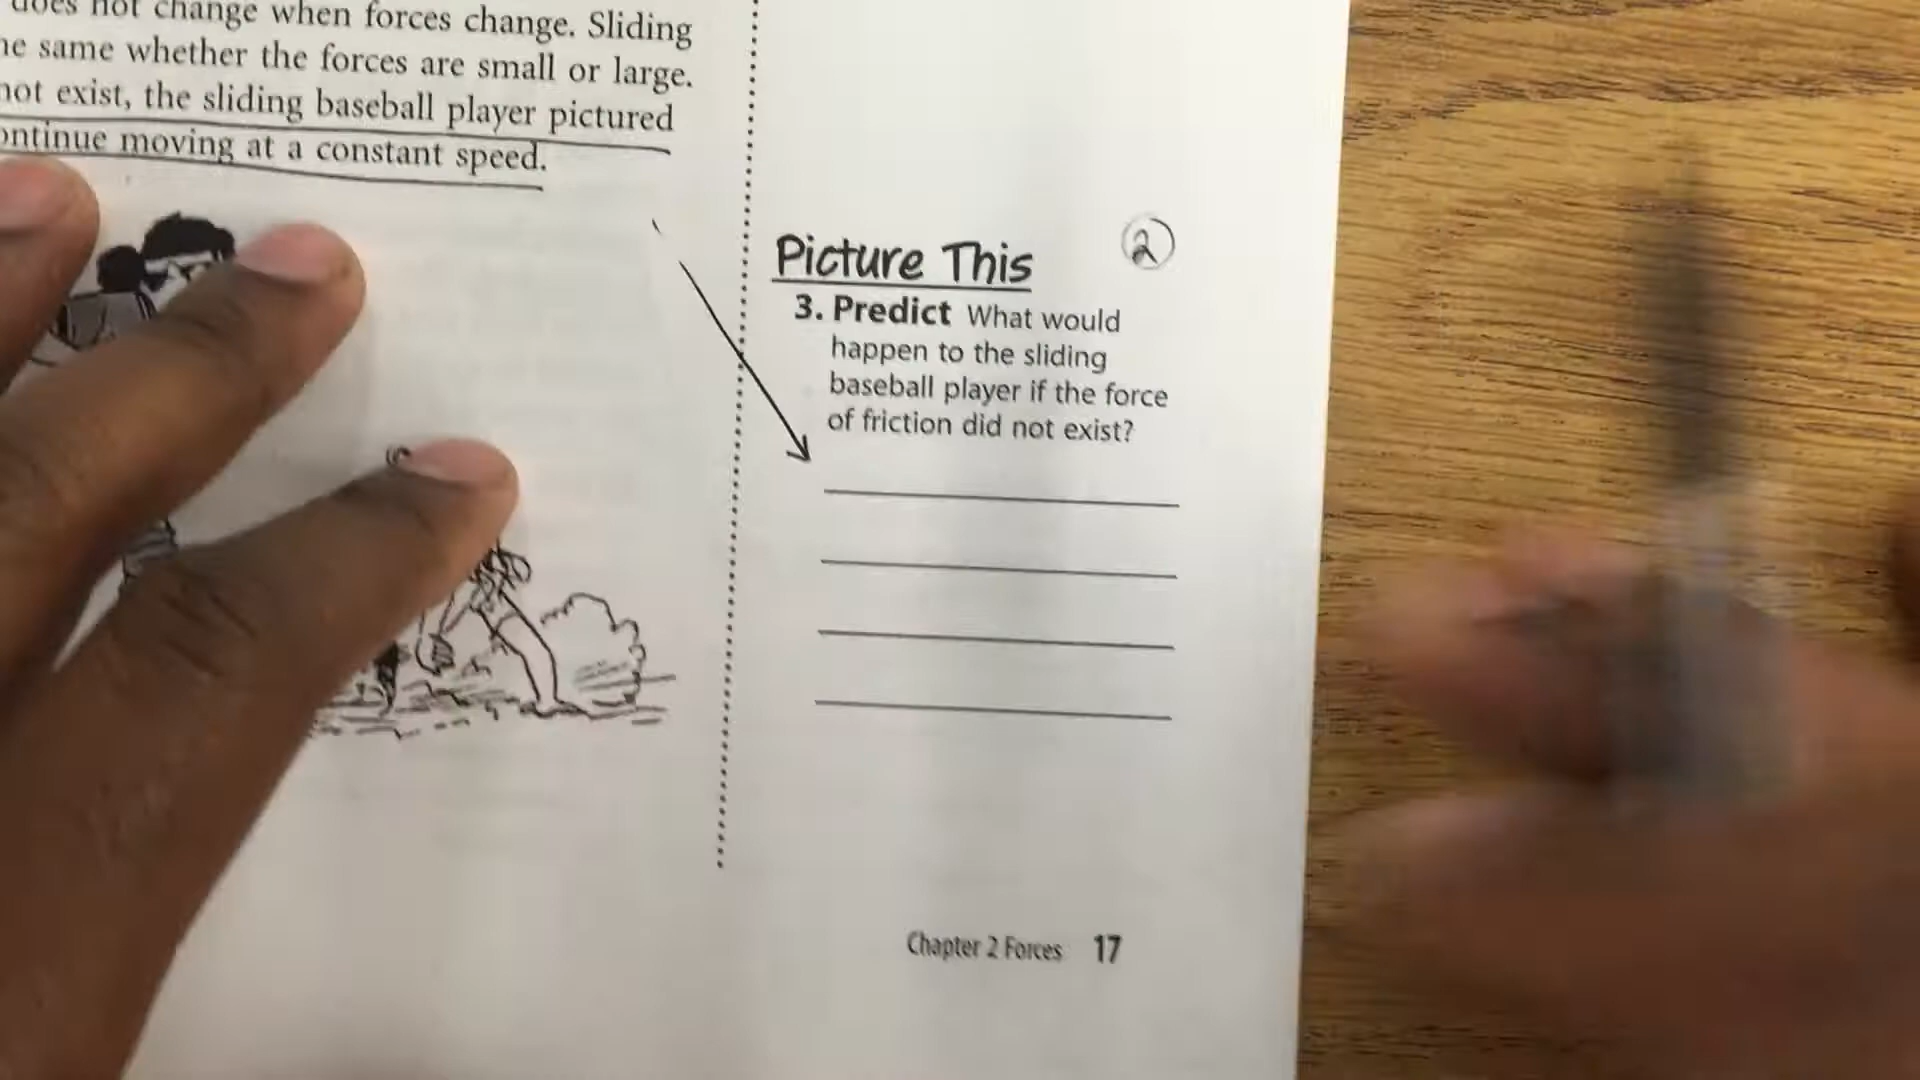 does not change when forces change. Sliding
same whether the forces are small or large.
not exist, the sliding baseball player pictured
moving at a constant speed.
Picture This
2
3. Predict What would
happen to the sliding
baseball player if the force
of friction did not exist?
Chapter 2 Forces 17